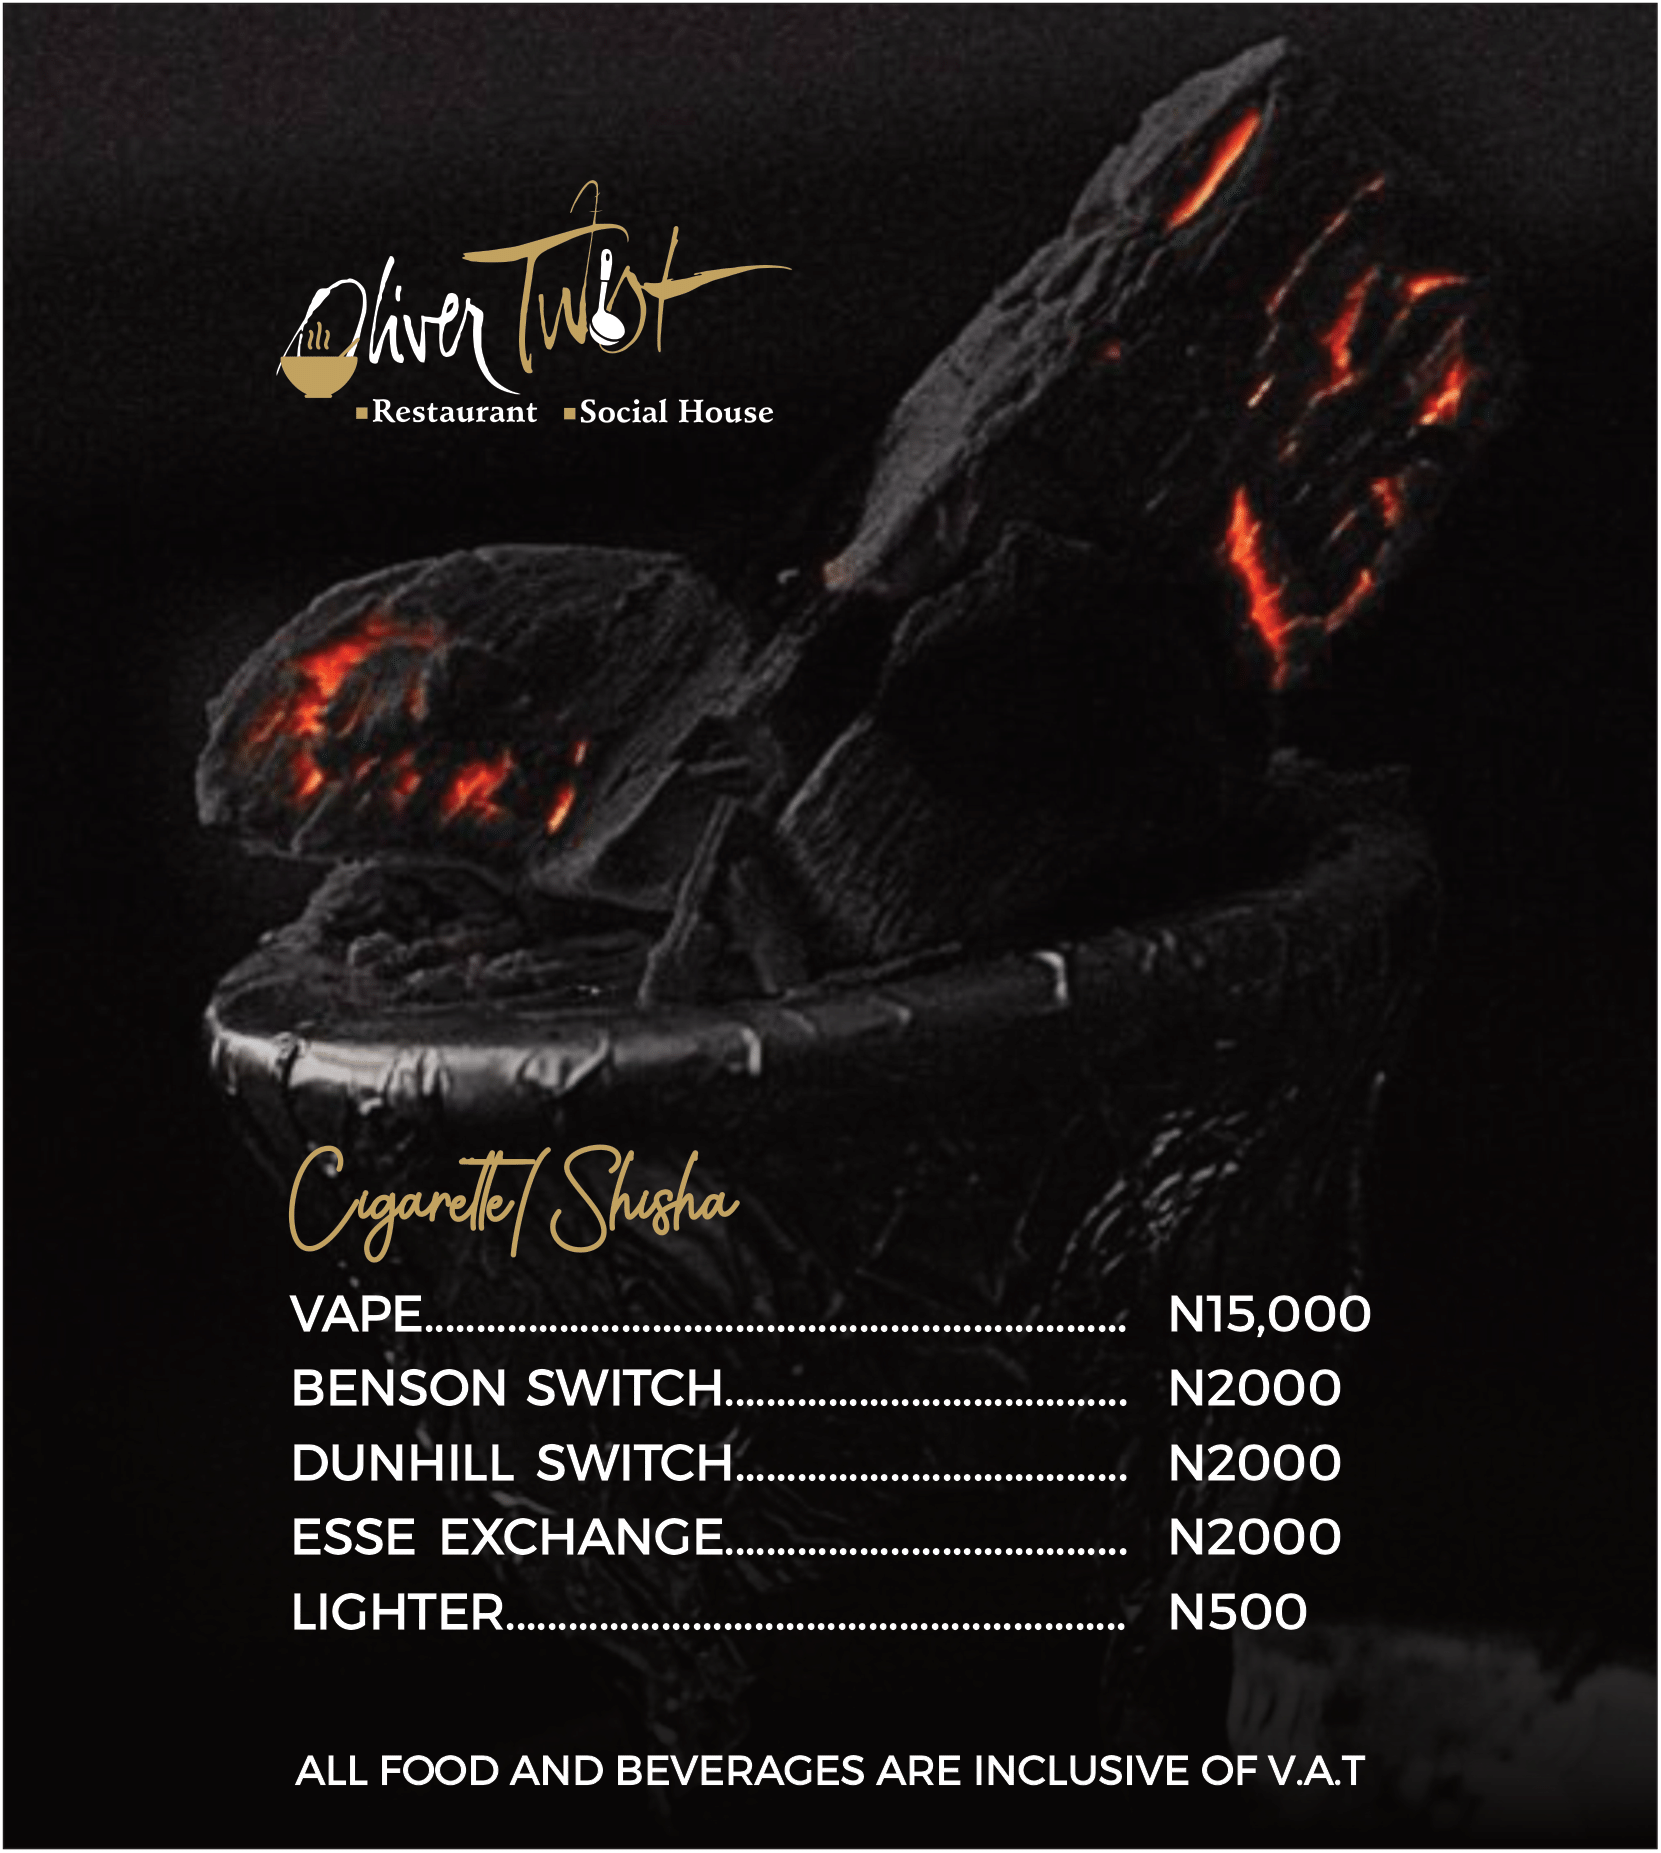 Oliver Twist
Restaurant Social House
Cigarette/Shisha
VAPE.................................................................... N15,000
BENSON SWITCH....................................... N2000
DUNHILL SWITCH...................................... N2000
ESSE EXCHANGE....................................... N2000
LIGHTER............................................................ N500
ALL FOOD AND BEVERAGES ARE INCLUSIVE OF V.A.T